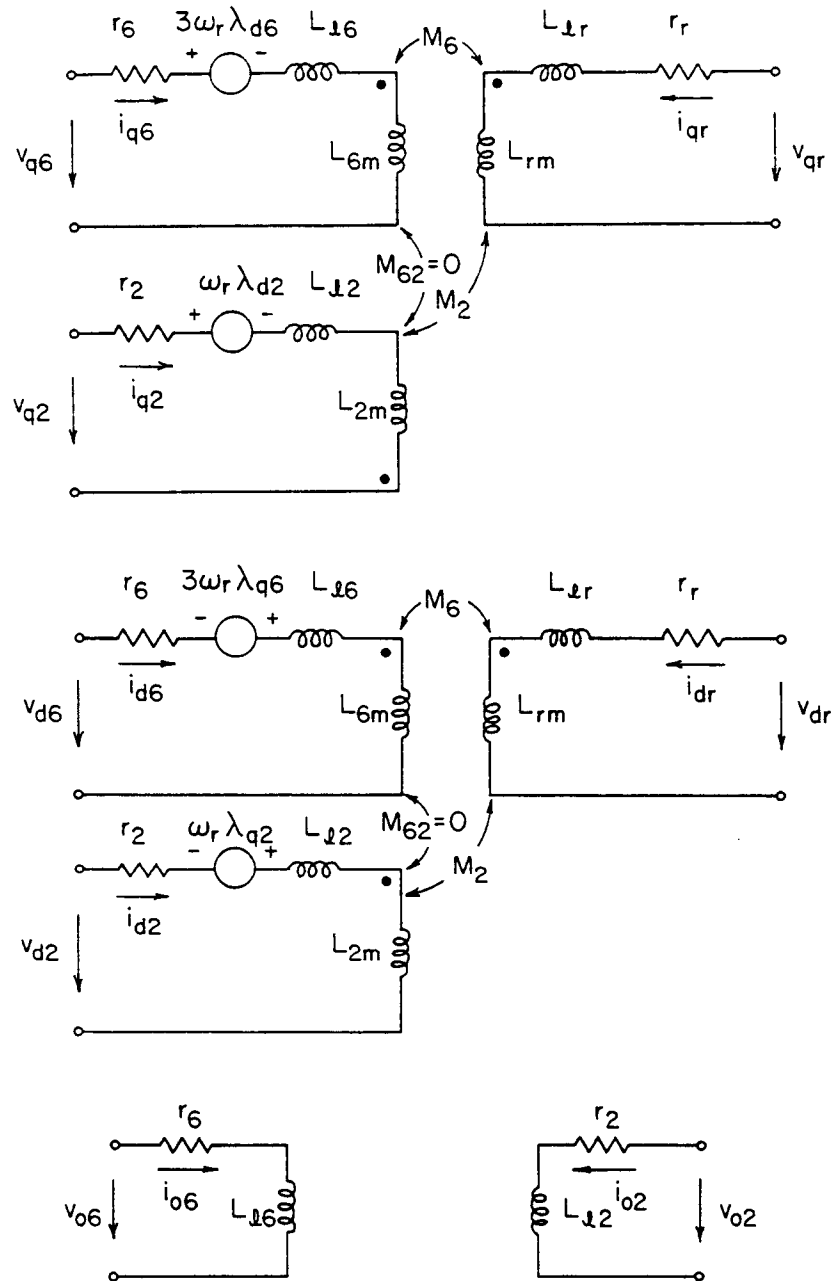 r6 3ωrλd6 Lℓ6 M6 Lℓr rr
+ -
iq6 iqr
vq6 L6m Lrm vqr
M62=0
r2 ωrλd2 Lℓ2 M2
+ -
iq2
vq2 L2m
r6 3ωrλq6 Lℓ6 M6 Lℓr rr
- +
id6 idr
vd6 L6m Lrm vdr
r2 ωrλq2 Lℓ2 M62=0
- + M2
id2
vd2 L2m
r6 r2
io6 io2
vo6 Lℓ6 Lℓ2 vo2